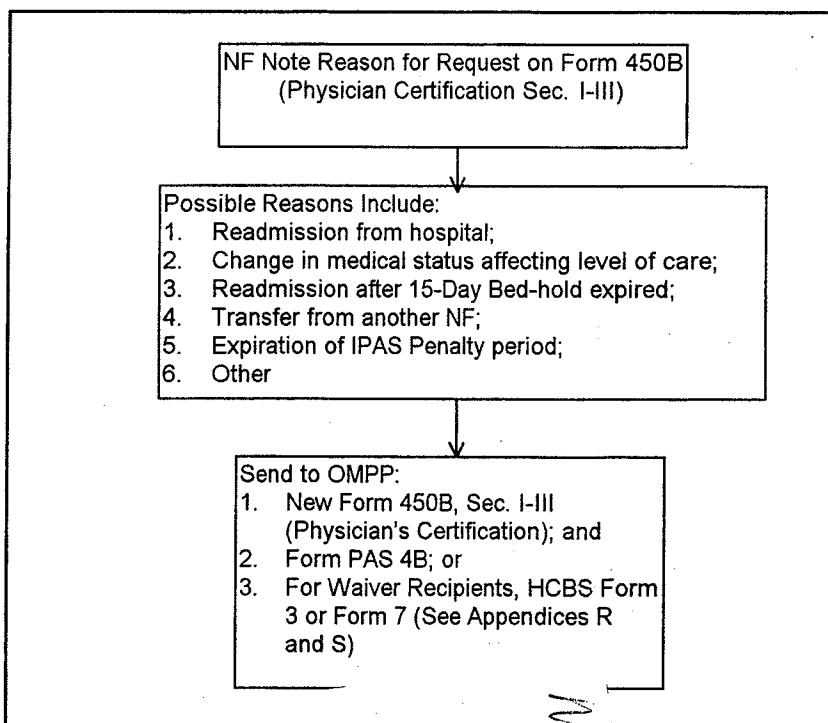 NF Note Reason for Request on Form 450B
(Physician Certification Sec. I-III)
Possible Reasons Include:
1. Readmission from hospital;
2. Change in medical status affecting level of care;
3. Readmission after 15-Day Bed-hold expired;
4. Transfer from another NF;
5. Expiration of IPAS Penalty period;
6. Other
Send to OMPP:
1. New Form 450B, Sec. I-III
(Physician's Certification); and
2. Form PAS 4B; or
3. For Waiver Recipients, HCBS Form
3 or Form 7 (See Appendices R
and S)